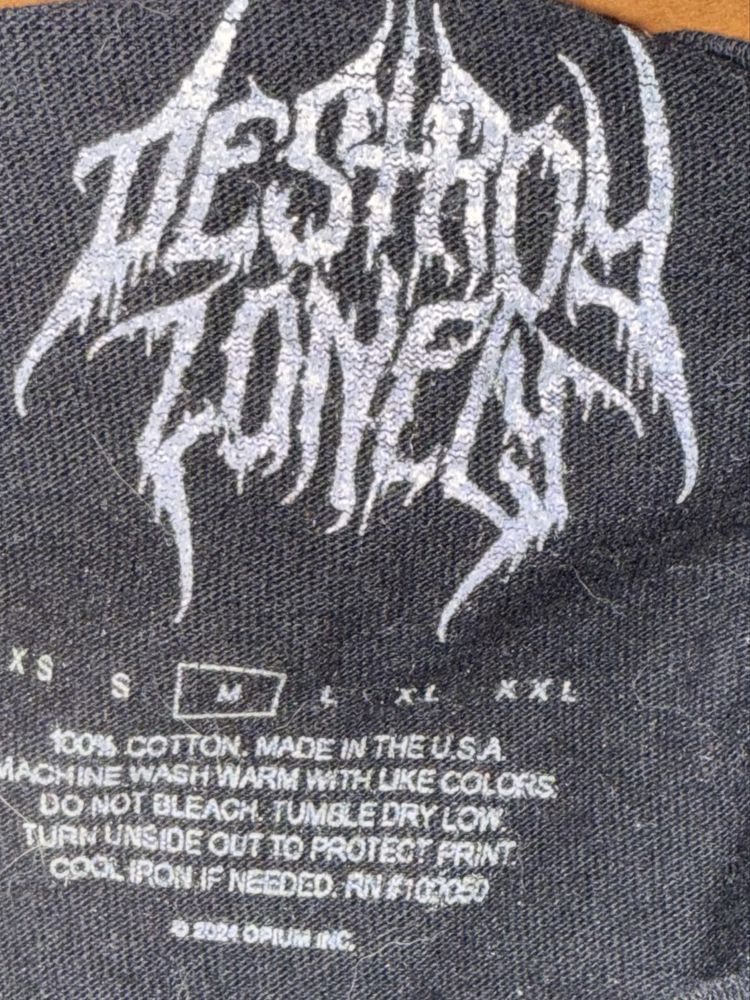 DESTROY
LONELY
XS S M L XL XXL
100% COTTON. MADE IN THE U.S.A.
MACHINE WASH WARM WITH LIKE COLORS.
DO NOT BLEACH. TUMBLE DRY LOW.
TURN UNSIDE OUT TO PROTECT PRINT.
COOL IRON IF NEEDED. RN #102050
© 2024 OPIUM INC.